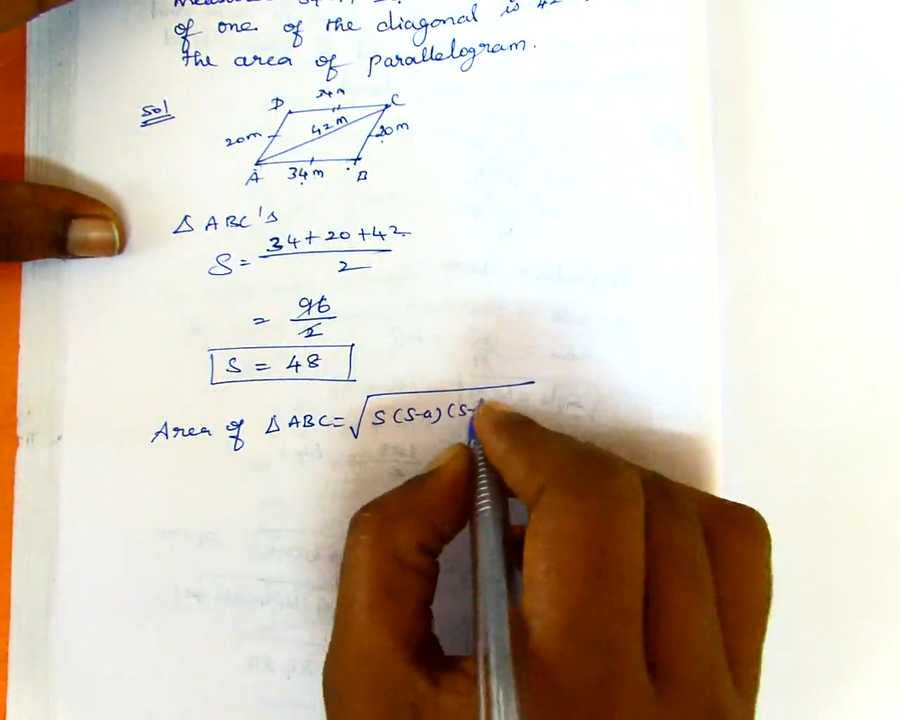 of one of the diagonal is 42
the area of parallelogram.
Sol
D C
42m
20m 20m
A 34m B
Δ ABC's
S = 34+20+42
2
= 96
2
S = 48
Area of Δ ABC = √ S (S-a) (S-